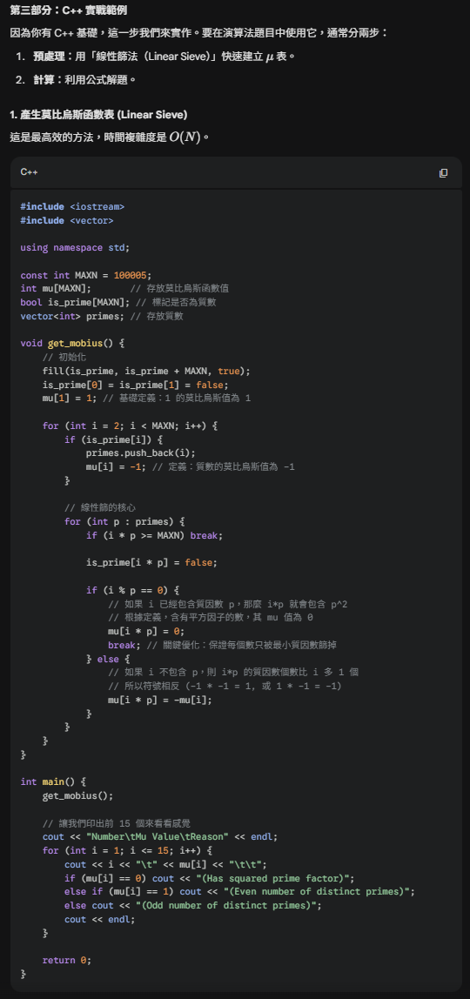 第三部分：C++ 實戰範例
因為你有 C++ 基礎，這一步我們來實作。要在演算法題目中使用它，通常分兩步：
1. 預處理：用「線性篩法（Linear Sieve）」快速建立 μ 表。
2. 計算：利用公式解題。
1. 產生莫比烏斯函數表 (Linear Sieve)
這是最高效的方法，時間複雜度是 O(N)。
C++
#include <iostream>
#include <vector>
using namespace std;
const int MAXN = 100005;
int mu[MAXN];       // 存放莫比烏斯函數值
bool is_prime[MAXN]; // 標記是否為質數
vector<int> primes; // 存放質數
void get_mobius() {
    // 初始化
    fill(is_prime, is_prime + MAXN, true);
    is_prime[0] = is_prime[1] = false;
    mu[1] = 1; // 基礎定義：1 的莫比烏斯值為 1
    for (int i = 2; i < MAXN; i++) {
        if (is_prime[i]) {
            primes.push_back(i);
            mu[i] = -1; // 定義：質數的莫比烏斯值為 -1
        }
        // 線性篩的核心
        for (int p : primes) {
            if (i * p >= MAXN) break;
            is_prime[i * p] = false;
            if (i % p == 0) {
                // 如果 i 已經包含質因數 p，那麼 i*p 就會包含 p^2
                // 根據定義，含有平方因子的數，其 mu 值為 0
                mu[i * p] = 0;
                break; // 關鍵優化：保證每個數只被最小質因數篩掉
            } else {
                // 如果 i 不包含 p，則 i*p 的質因數個數比 i 多 1 個
                // 所以符號相反 (-1 * -1 = 1, 或 1 * -1 = -1)
                mu[i * p] = -mu[i];
            }
        }
    }
}
int main() {
    get_mobius();
    // 讓我們印出前 15 個來看看感覺
    cout << "Number\tMu Value\tReason" << endl;
    for (int i = 1; i <= 15; i++) {
        cout << i << "\t" << mu[i] << "\t\t";
        if (mu[i] == 0) cout << "(Has squared prime factor)";
        else if (mu[i] == 1) cout << "(Even number of distinct primes)";
        else cout << "(Odd number of distinct primes)";
        cout << endl;
    }
    return 0;
}